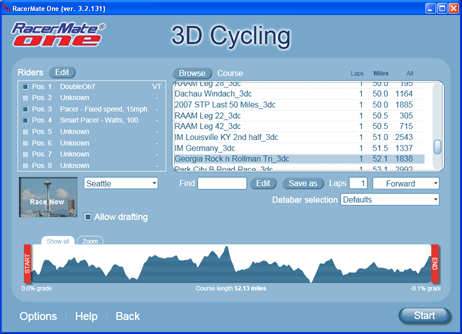 RacerMate One (ver. 3.2.131)
RacerMate®
one
3D Cycling
Riders Edit
Pos. 1 DoubleOh7 VT
Pos. 2 Unknown -
Pos. 3 Pacer - Fixed speed, 15mph -
Pos. 4 Smart Pacer - Watts, 100 -
Pos. 5 Unknown -
Pos. 6 Unknown -
Pos. 7 Unknown -
Pos. 8 Unknown -
Browse Course Laps Miles Alt
RAAM Leg 28_3dc 1 50.0 195
Dachau Windach_3dc 1 50.0 1164
2007 STP Last 50 Miles_3dc 1 50.0 1885
RAAM Leg 22_3dc 1 50.5 305
RAAM Leg 42_3dc 1 50.5 715
IM Louisville KY 2nd half_3dc 1 51.0 2543
IM Germany_3dc 1 51.5 1337
Georgia Rock n Rollman Tri_3dc 1 52.1 1838
Park City B Road Race_3dc 1 53.1 2992
Race Now
Seattle
Find Edit Save as Laps 1 Forward
Databar selection Defaults
Allow drafting
Show all Zoom
START
END
0.0% grade Course length 52.13 miles -0.1% grade
Options Help Back Start